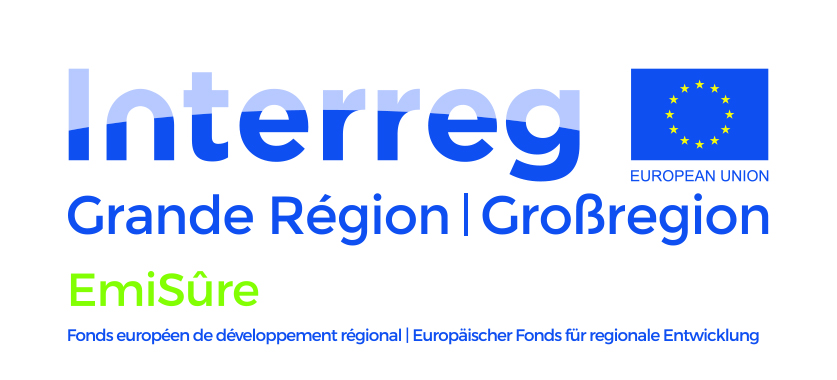 Interreg
EUROPEAN UNION
Grande Région | Großregion
EmiSûre
Fonds européen de développement régional | Europäischer Fonds für regionale Entwicklung